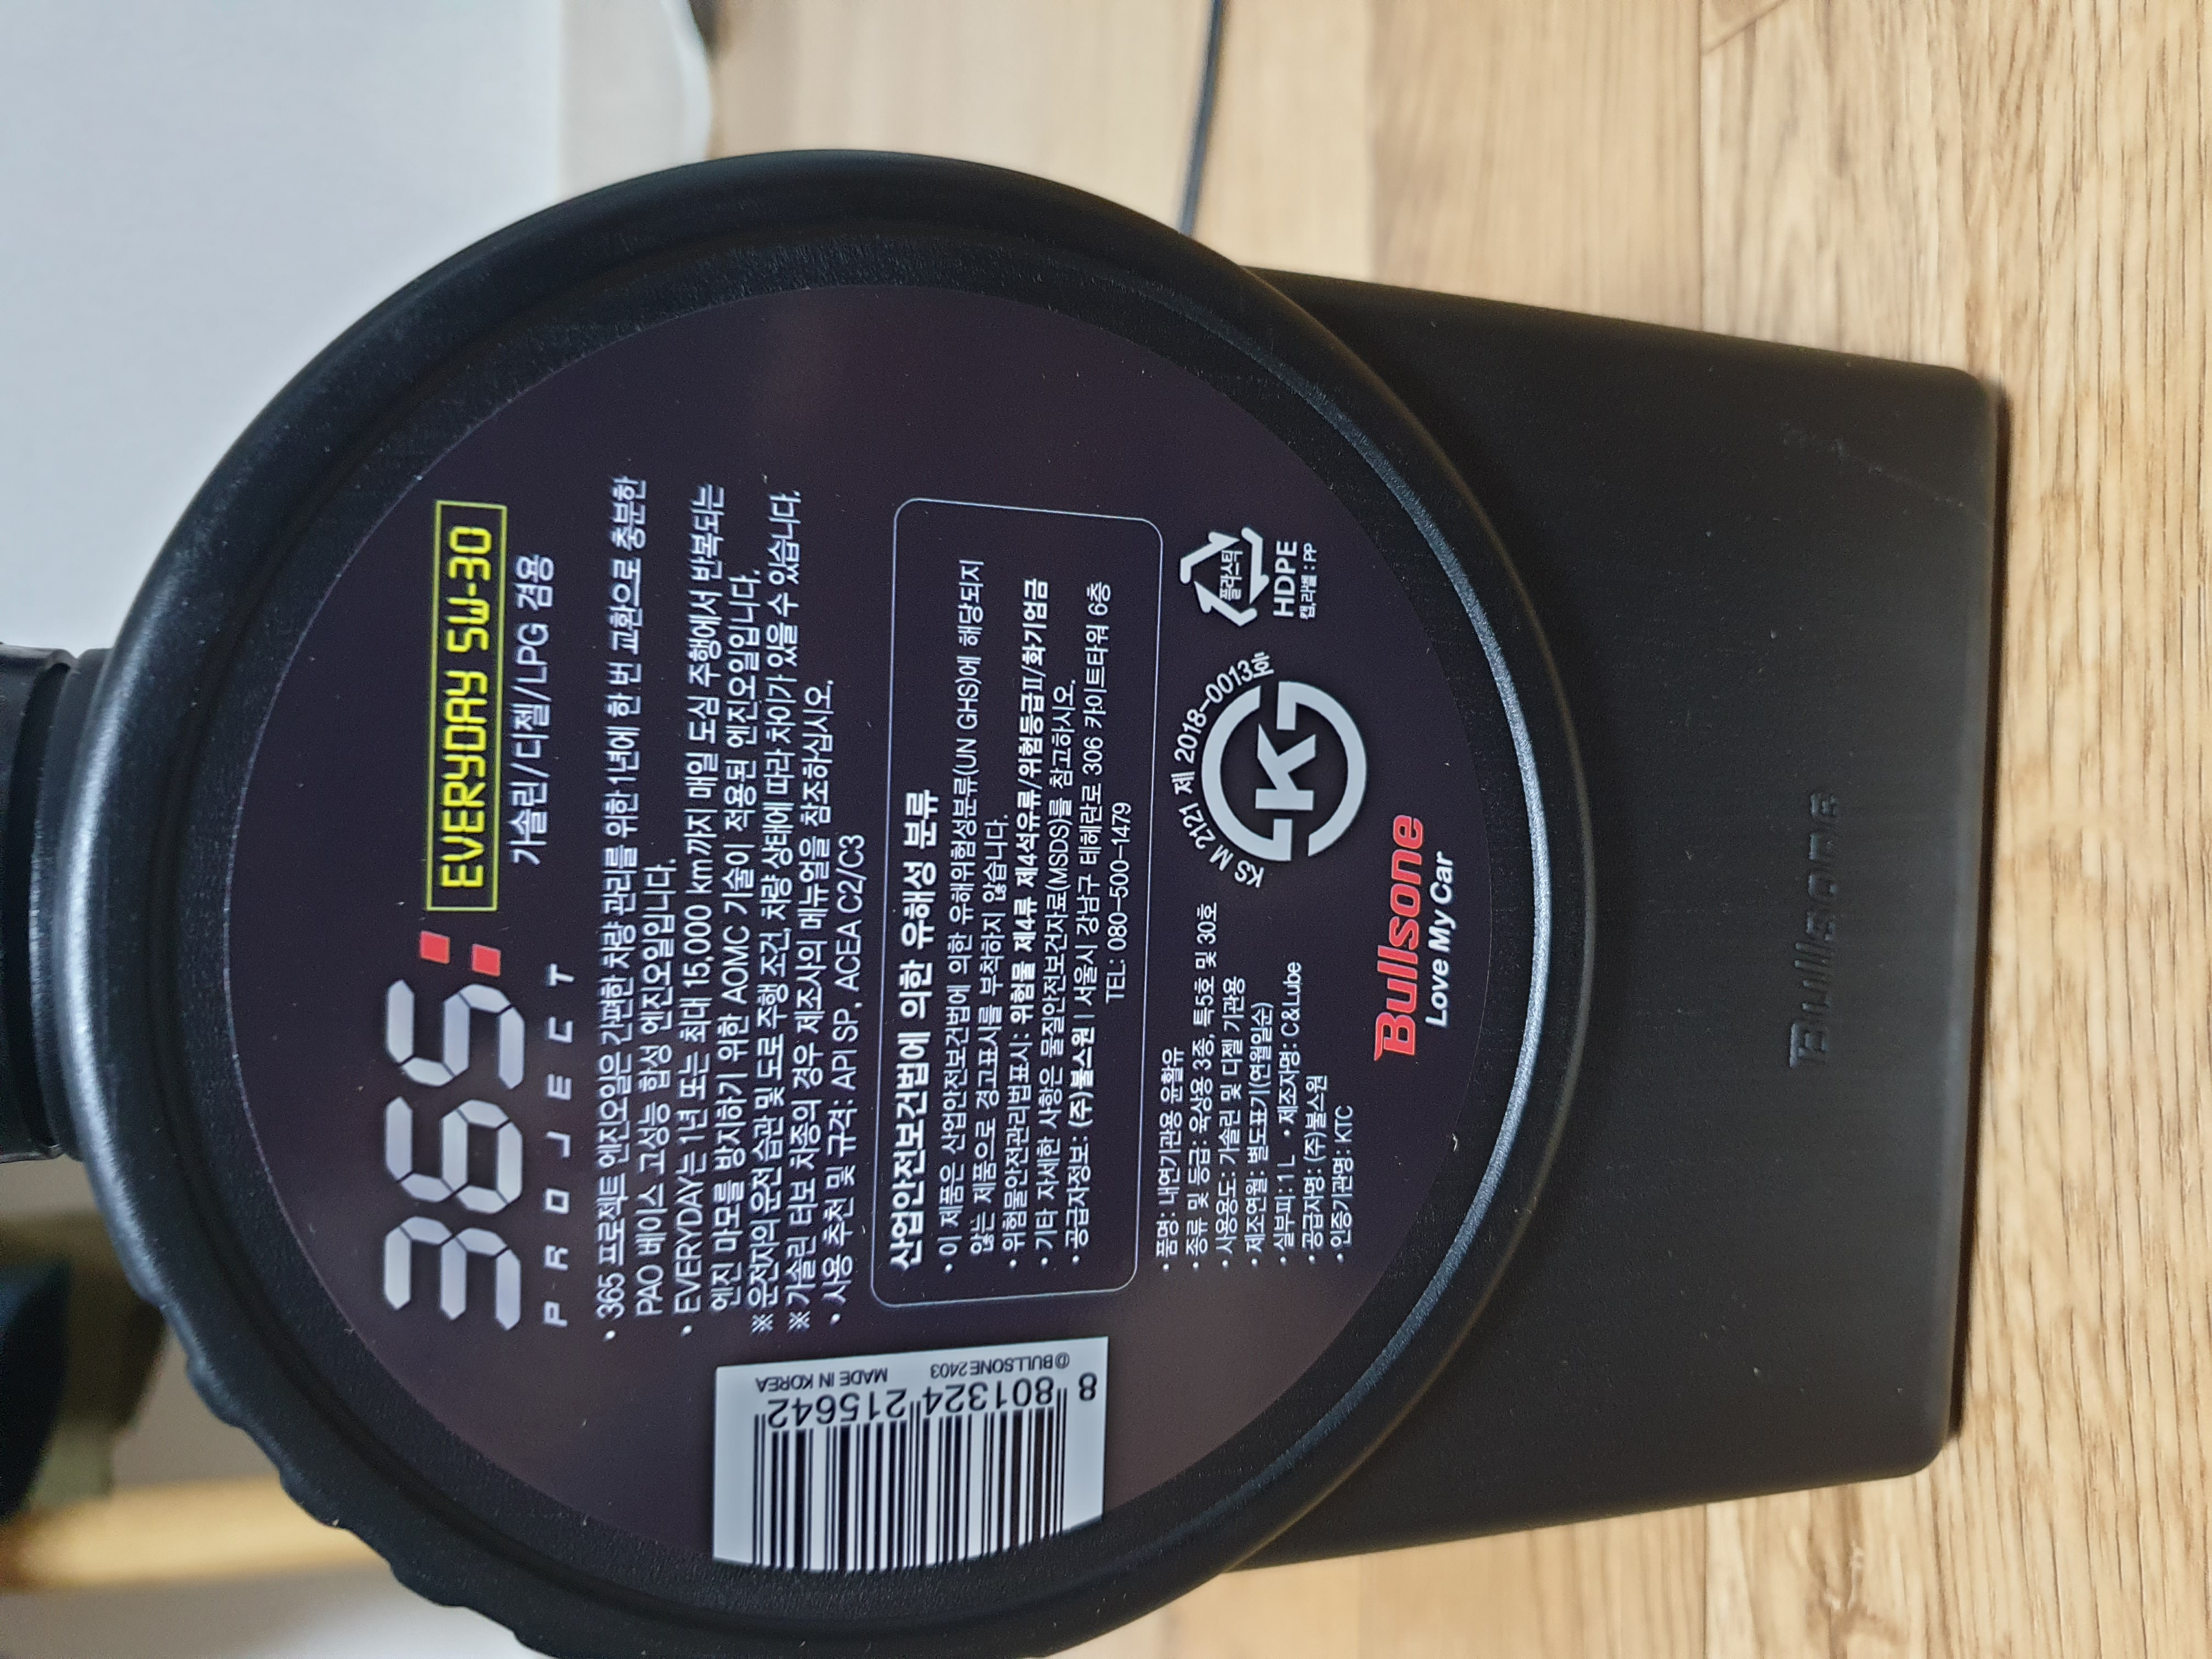 365:
PROJECT
EVERYDAY 5W-30
가솔린/디젤/LPG 겸용
• 365 프로젝트 엔진오일은 간편한 차량 관리를 위한 1년에 한 번 교환으로 충분한
PAO 베이스 고성능 합성 엔진오일입니다.
• EVERYDAY는 1년 또는 최대 15,000 km까지 매일 도심 주행에서 반복되는
엔진 마모를 방지하기 위한 AOMC 기술이 적용된 엔진오일입니다.
※ 운전자의 운전 습관 및 도로 주행 조건, 차량 상태에 따라 차이가 있을 수 있습니다.
※ 가솔린 터보 차종의 경우 제조사의 메뉴얼을 참조하십시오.
• 사용 추천 및 규격: API SP, ACEA C2/C3
산업안전보건법에 의한 유해성 분류
• 이 제품은 산업안전보건법에 의한 유해위험성분류(UN GHS)에 해당되지
않는 제품으로 경고표시를 부착하지 않습니다.
• 위험물안전관리법표시: 위험물 제4류 제4석유류/위험등급Ⅱ/화기엄금
• 기타 자세한 사항은 물질안전보건자료(MSDS)를 참고하시오.
• 공급자정보: (주)불스원 | 서울시 강남구 테헤란로 306 카이트타워 6층
TEL: 080-500-1479
• 품명: 내연기관용 윤활유
• 종류 및 등급: 육상용 3종, 특5호 및 30호
• 사용용도: 가솔린 및 디젤 기관용
• 제조연월: 별도표기(연월일순)
• 실부피: 1 L • 제조자명: C&Lube
• 공급자명: (주)불스원
• 인증기관명: KTC
KS M 2121 제 2018-0013호
플라스틱
HDPE
캡,라벨 : PP
Bullsone
Love My Car
8 801324 215642
MADE IN KOREA
ⓒBULLSONE2403
Bullsone